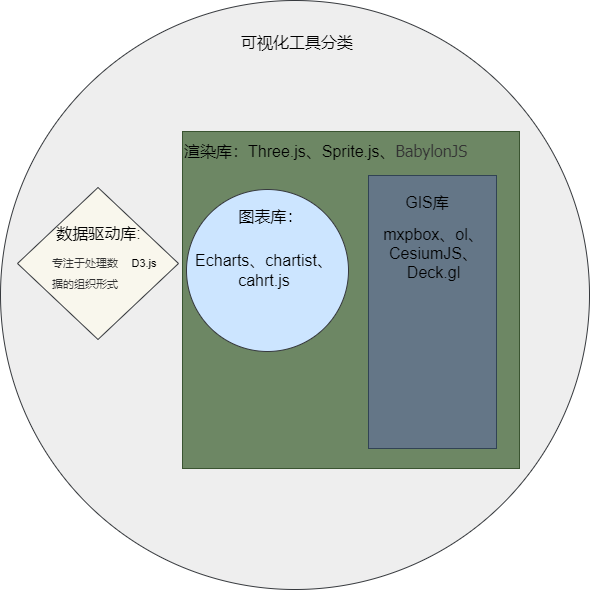 可视化工具分类
渲染库：Three.js、Sprite.js、BabylonJS
数据驱动库:
专注于处理数
据的组织形式
D3.js
图表库：
Echarts、chartist、
cahrt.js
GIS库
mxpbox、ol、
CesiumJS、
Deck.gl